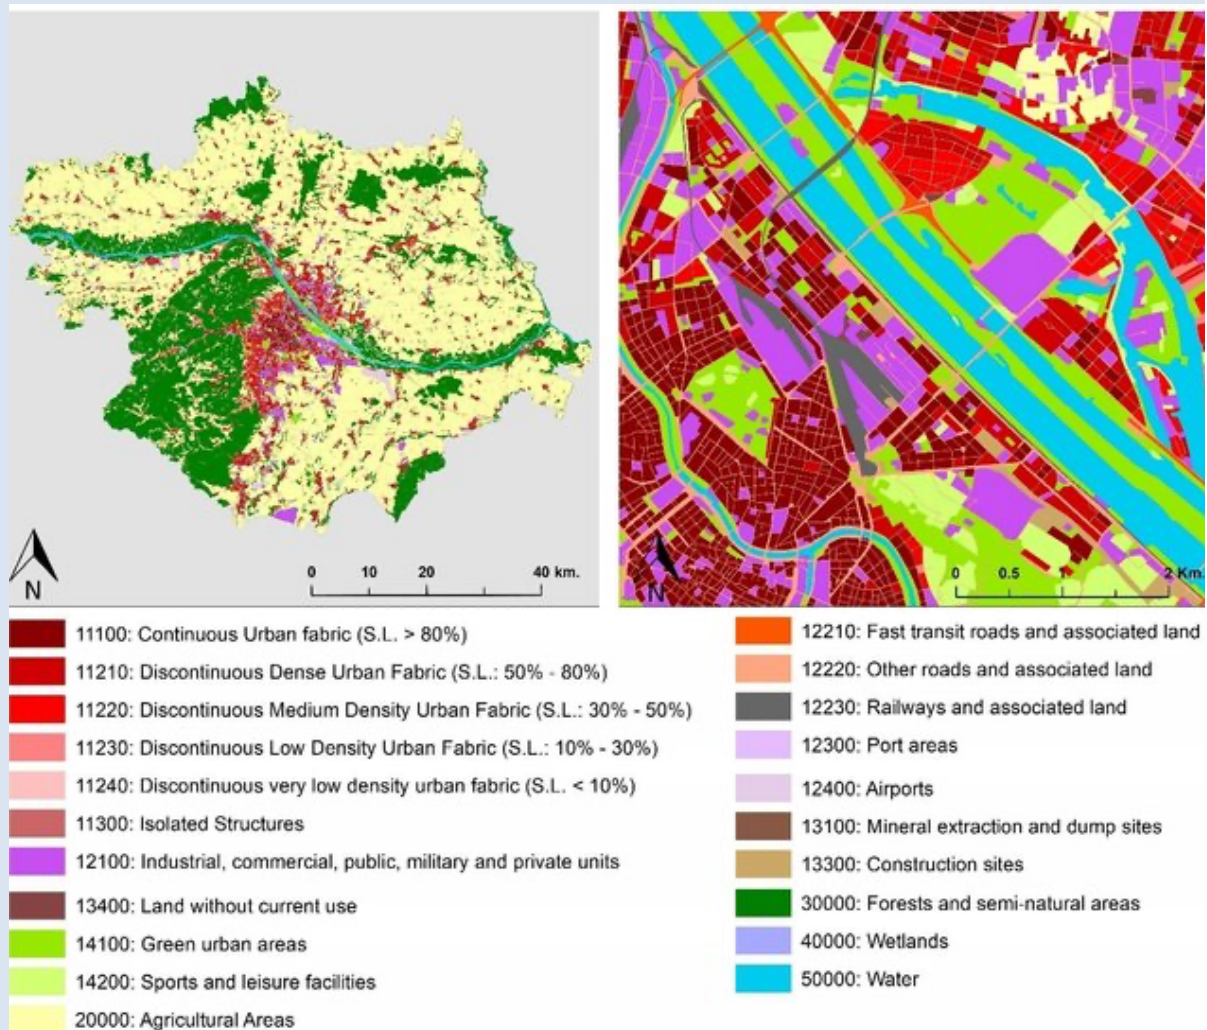 N
0 10 20 40 km.
N
0 0.5 1 2 Km.
11100: Continuous Urban fabric (S.L. > 80%)
11210: Discontinuous Dense Urban Fabric (S.L.: 50% - 80%)
11220: Discontinuous Medium Density Urban Fabric (S.L.: 30% - 50%)
11230: Discontinuous Low Density Urban Fabric (S.L.: 10% - 30%)
11240: Discontinuous very low density urban fabric (S.L. < 10%)
11300: Isolated Structures
12100: Industrial, commercial, public, military and private units
13400: Land without current use
14100: Green urban areas
14200: Sports and leisure facilities
20000: Agricultural Areas
12210: Fast transit roads and associated land
12220: Other roads and associated land
12230: Railways and associated land
12300: Port areas
12400: Airports
13100: Mineral extraction and dump sites
13300: Construction sites
30000: Forests and semi-natural areas
40000: Wetlands
50000: Water